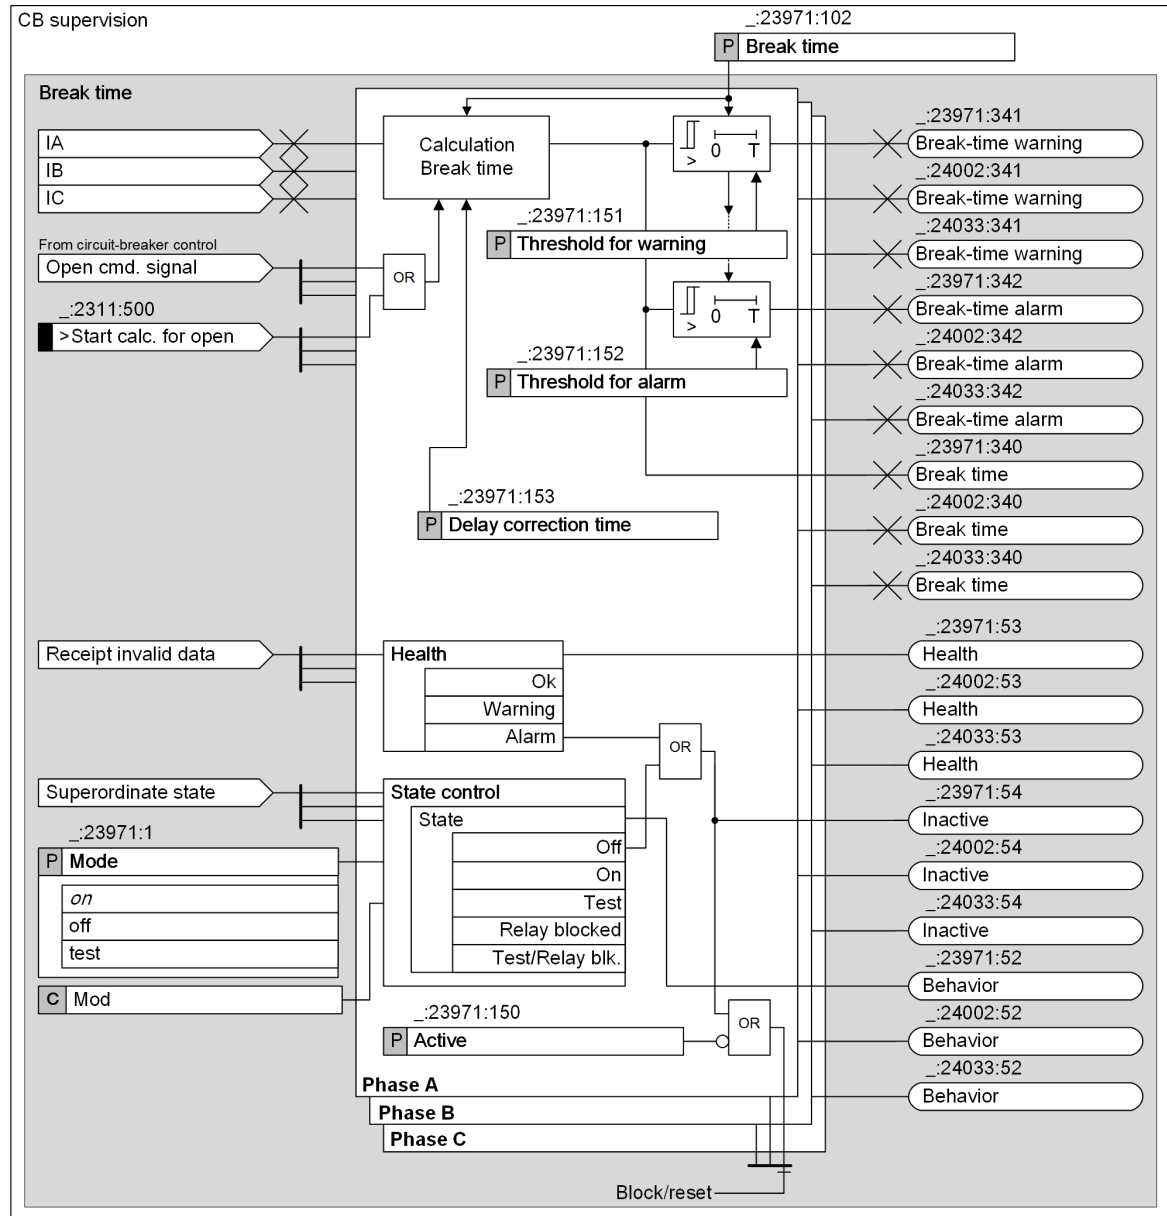 CB supervision
_:23971:102
P Break time
Break time
IA
IB
IC
Calculation
Break time
> 0 T
_:23971:151
P Threshold for warning
From circuit-breaker control
Open cmd. signal
OR
_:2311:500
>Start calc. for open
> 0 T
_:23971:152
P Threshold for alarm
_:23971:153
P Delay correction time
_:23971:341
Break-time warning
_:24002:341
Break-time warning
_:24033:341
Break-time warning
_:23971:342
Break-time alarm
_:24002:342
Break-time alarm
_:24033:342
Break-time alarm
_:23971:340
Break time
_:24002:340
Break time
_:24033:340
Break time
Receipt invalid data
Health
Ok
Warning
Alarm
OR
Superordinate state
_:23971:1
P Mode
on
off
test
C Mod
State control
State
Off
On
Test
Relay blocked
Test/Relay blk.
_:23971:150
P Active
OR
_:23971:53
Health
_:24002:53
Health
_:24033:53
Health
_:23971:54
Inactive
_:24002:54
Inactive
_:24033:54
Inactive
_:23971:52
Behavior
_:24002:52
Behavior
_:24033:52
Behavior
Phase A
Phase B
Phase C
Block/reset